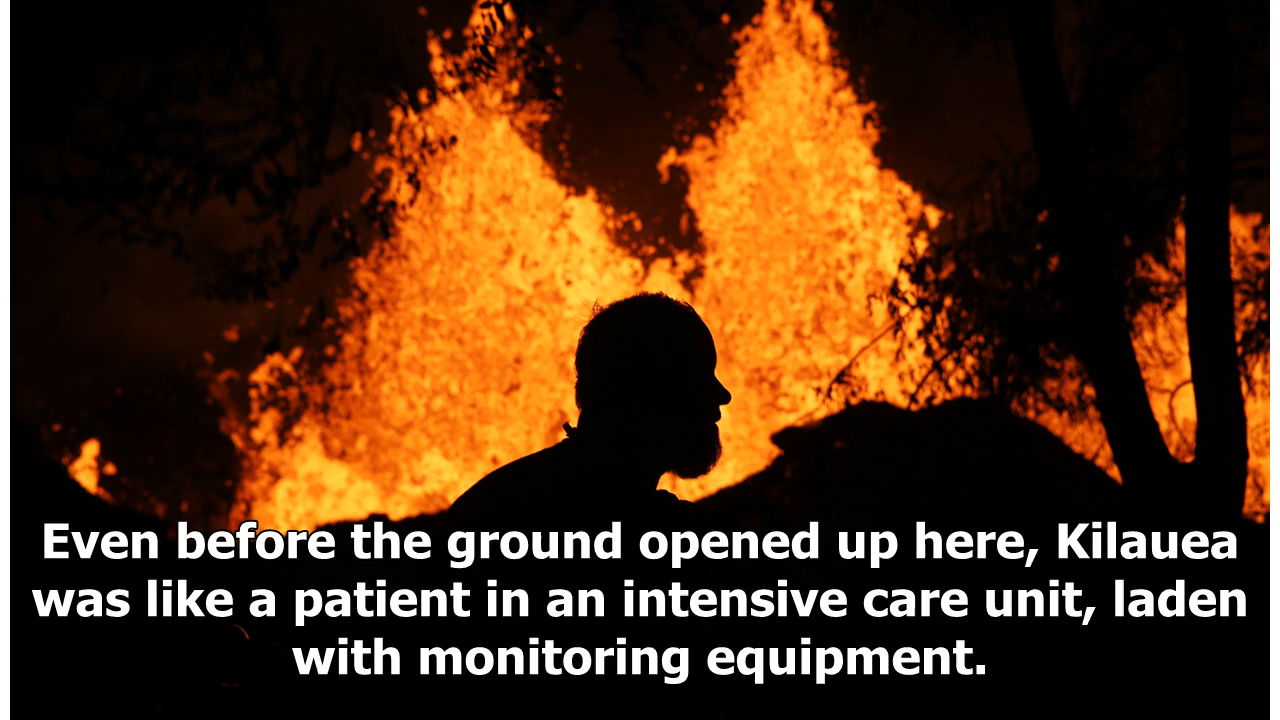 Even before the ground opened up here, Kilauea
was like a patient in an intensive care unit, laden
with monitoring equipment.